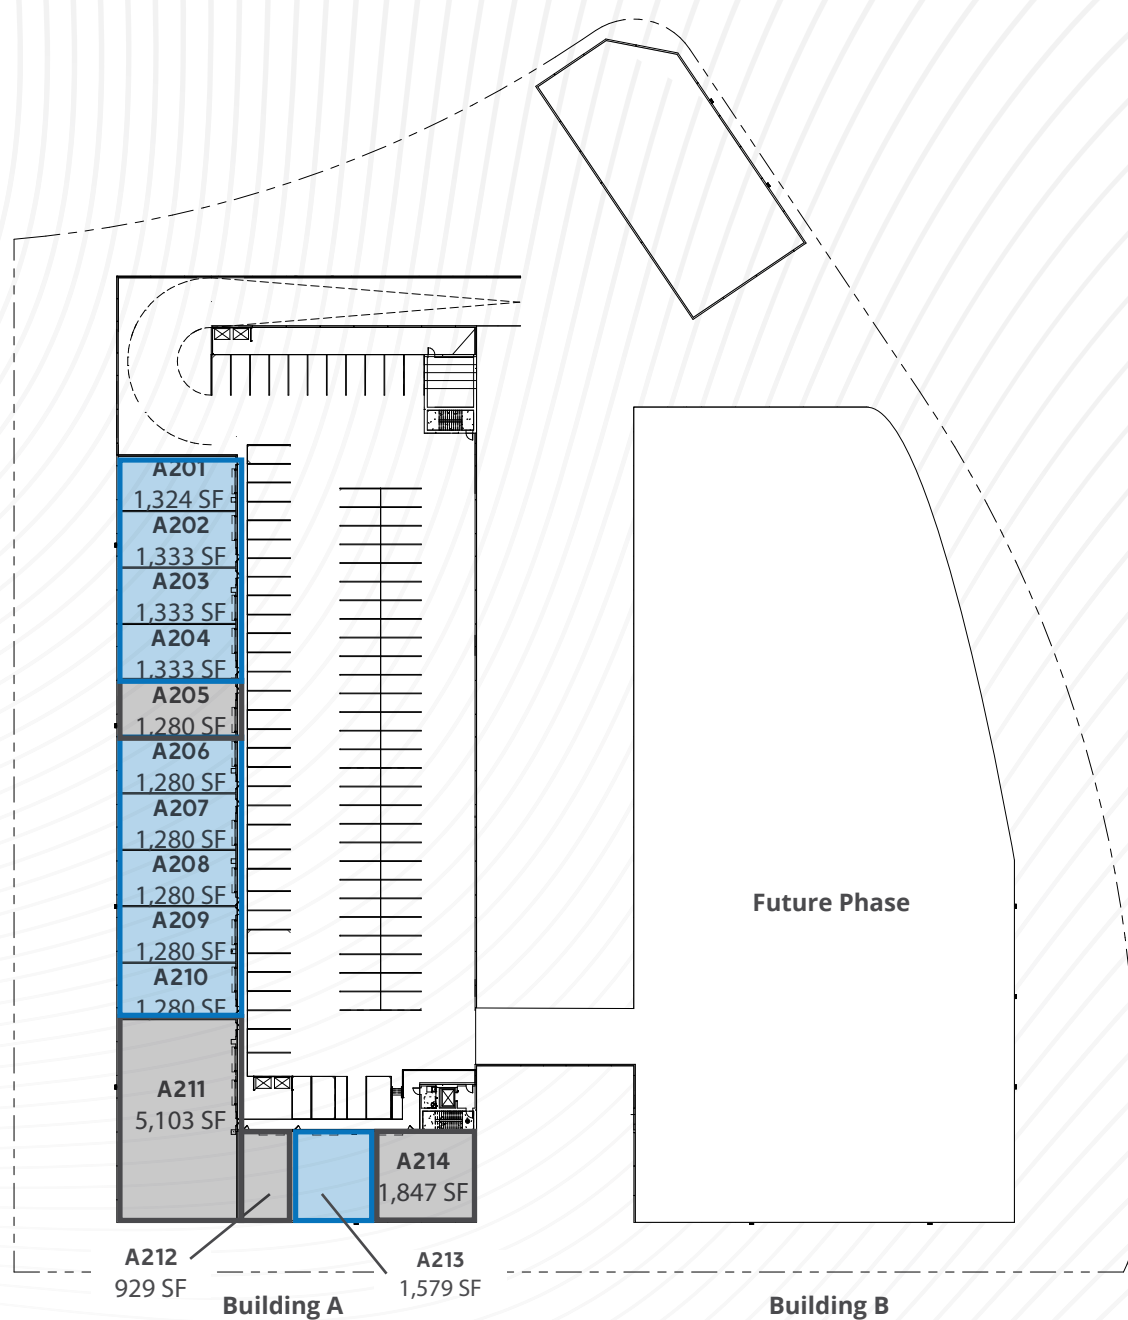 A201
1,324 SF
A202
1,333 SF
A203
1,333 SF
A204
1,333 SF
A205
1,280 SF
A206
1,280 SF
A207
1,280 SF
A208
1,280 SF
A209
1,280 SF
A210
1,280 SF
A211
5,103 SF
A214
1,847 SF
A212
929 SF
A213
1,579 SF
Future Phase
Building A
Building B